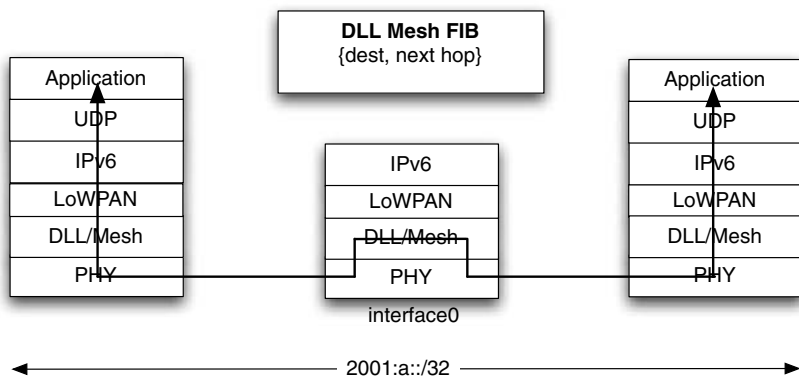 DLL Mesh FIB
{dest, next hop}
Application
UDP
IPv6
LoWPAN
DLL/Mesh
PHY
IPv6
LoWPAN
DLL/Mesh
PHY
interface0
Application
UDP
IPv6
LoWPAN
DLL/Mesh
PHY
2001:a::/32